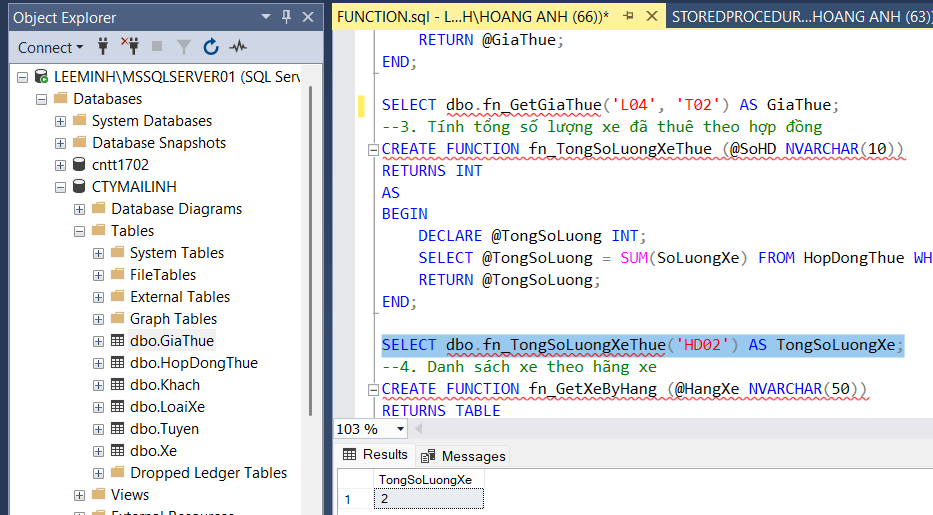 Object Explorer
Connect
LEEMINH\MSSQLSERVER01 (SQL Serv
Databases
System Databases
Database Snapshots
cntt1702
CTYMAILINH
Database Diagrams
Tables
System Tables
FileTables
External Tables
Graph Tables
dbo.GiaThue
dbo.HopDongThue
dbo.Khach
dbo.LoaiXe
dbo.Tuyen
dbo.Xe
Dropped Ledger Tables
Views
External Resources
FUNCTION.sql - L...H\HOANG ANH (66))*
STOREDPROCEDUR...HOANG ANH (63))
RETURN @GiaThue;
END;
SELECT dbo.fn_GetGiaThue('L04', 'T02') AS GiaThue;
--3. Tính tổng số lượng xe đã thuê theo hợp đồng
CREATE FUNCTION fn_TongSoLuongXeThue (@SoHD NVARCHAR(10))
RETURNS INT
AS
BEGIN
DECLARE @TongSoLuong INT;
SELECT @TongSoLuong = SUM(SoLuongXe) FROM HopDongThue WH
RETURN @TongSoLuong;
END;
SELECT dbo.fn_TongSoLuongXeThue('HD02') AS TongSoLuongXe;
--4. Danh sách xe theo hãng xe
CREATE FUNCTION fn_GetXeByHang (@HangXe NVARCHAR(50))
RETURNS TABLE
103 %
Results
Messages
TongSoLuongXe
1 2